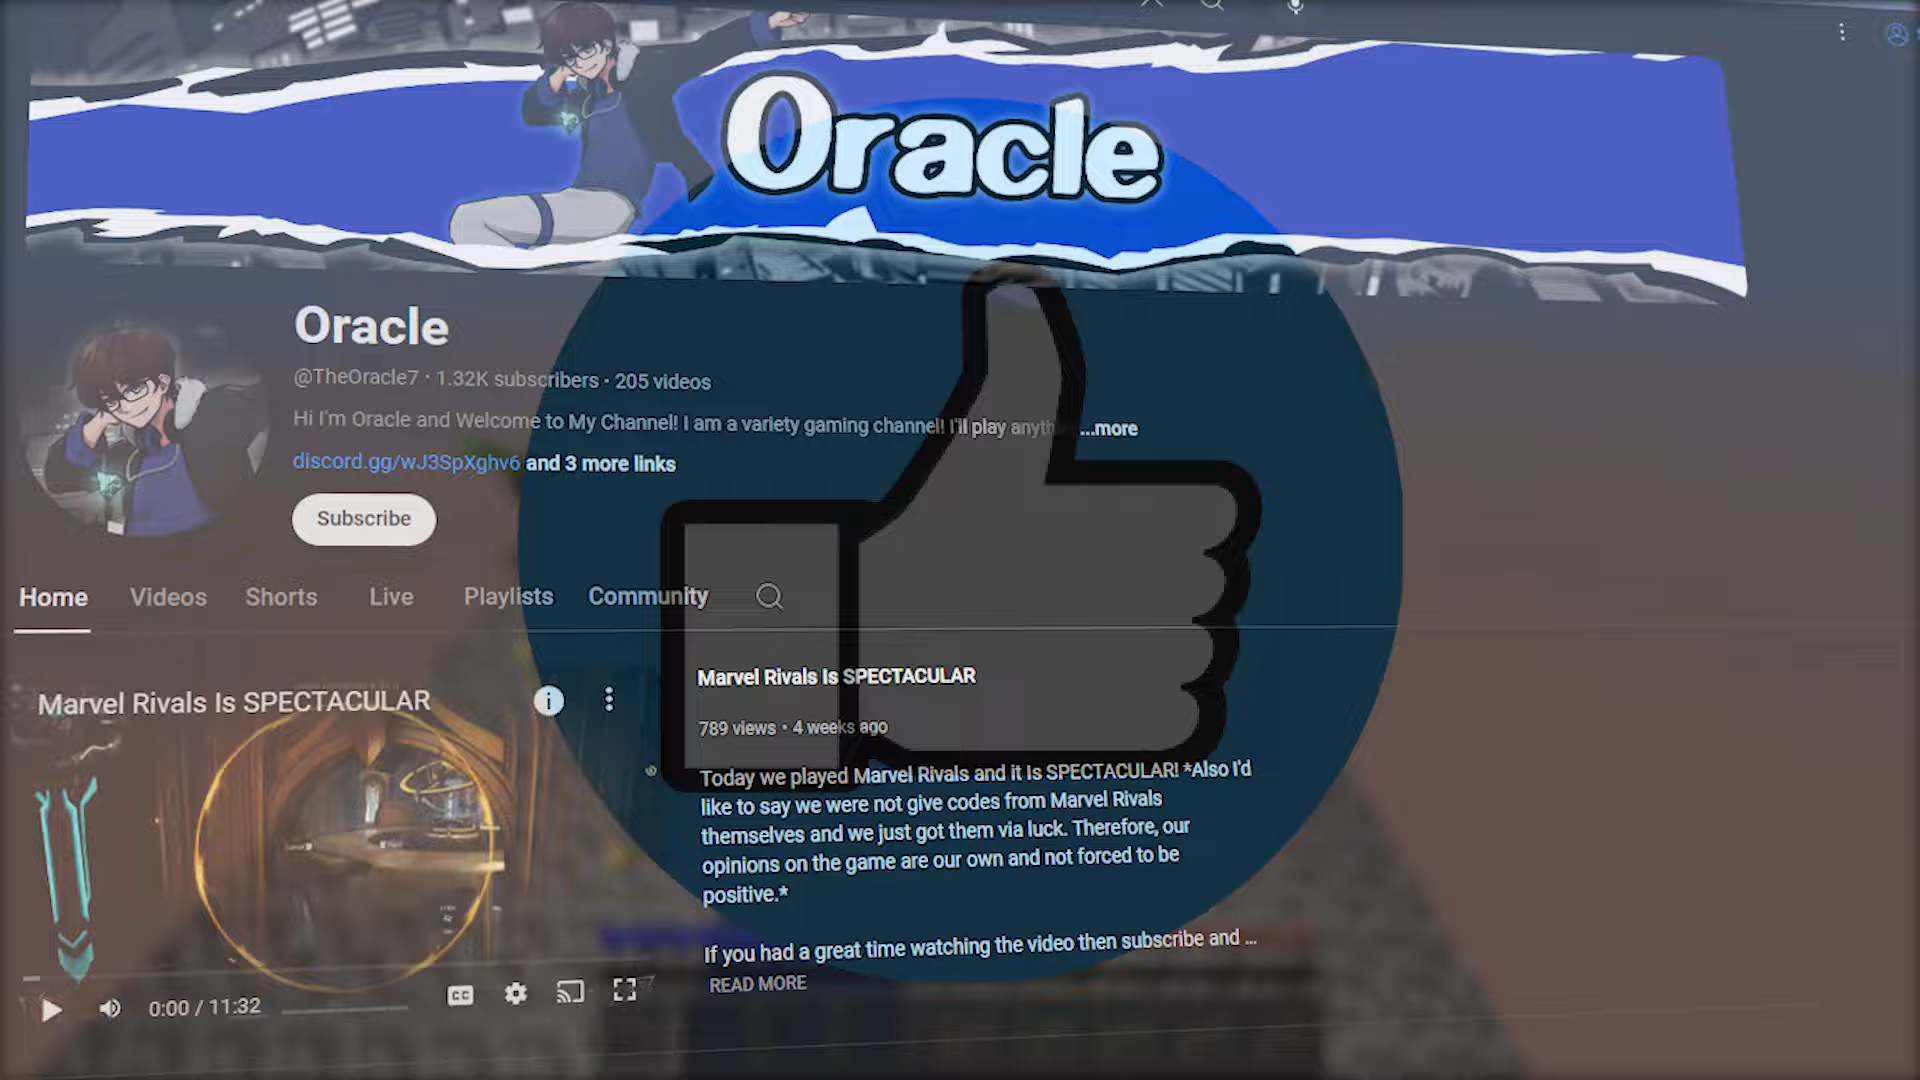 Oracle
Oracle
@TheOracle7 · 1.32K subscribers · 205 videos
Hi I'm Oracle and Welcome to My Channel! I am a variety gaming channel! I'll play ...more
discord.gg/wJ3SpXghv6 and 3 more links
Subscribe
Home Videos Shorts Live Playlists Community
Marvel Rivals Is SPECTACULAR
0:00 / 11:32
CC
Marvel Rivals Is SPECTACULAR
789 views · 4 weeks ago
Today we played Marvel Rivals and it Is SPECTACULAR! *Also I'd
like to say we were not give codes from Marvel Rivals
themselves and we just got them via luck. Therefore, our
opinions on the game are our own and not forced to be
positive.*
If you had a great time watching the video then subscribe and ...
READ MORE